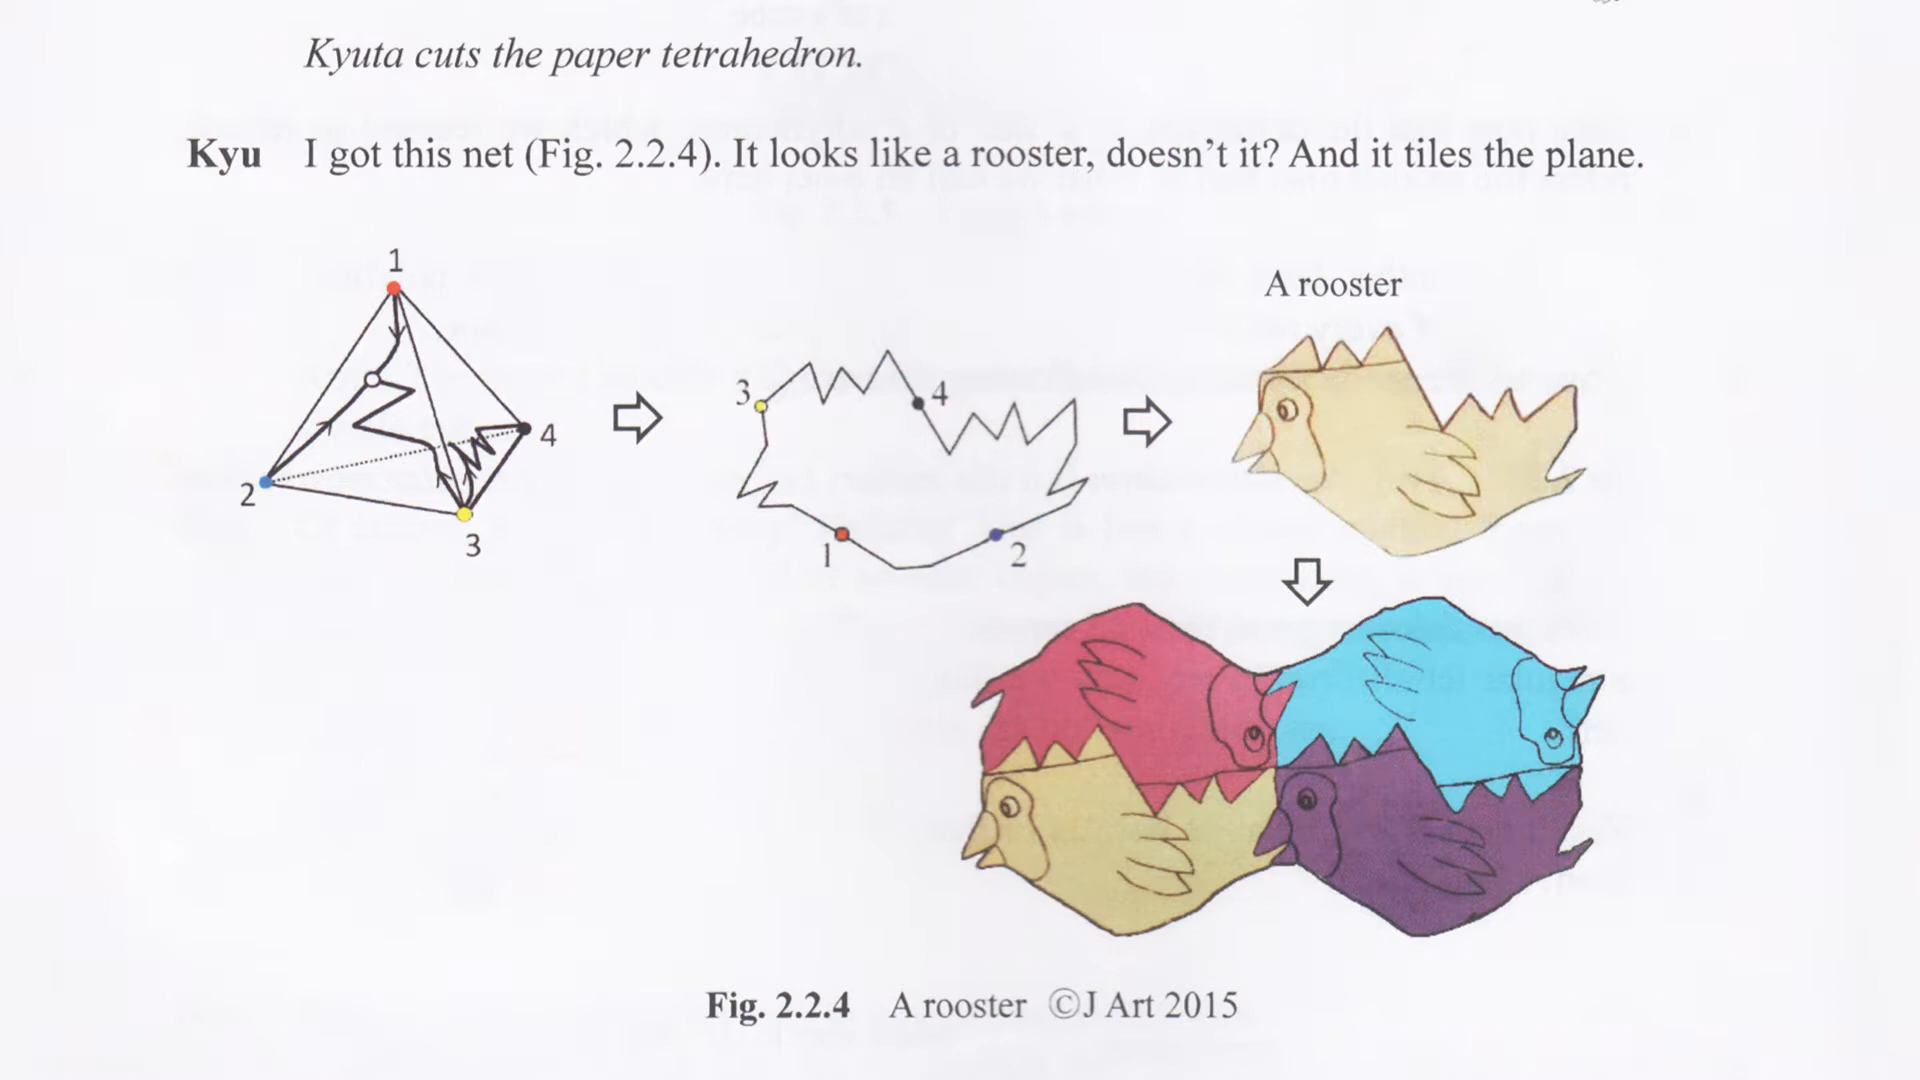 Kyuta cuts the paper tetrahedron.
Kyu I got this net (Fig. 2.2.4). It looks like a rooster, doesn’t it? And it tiles the plane.
1
2
3
4
3
4
1
2
A rooster
Fig. 2.2.4 A rooster ©J Art 2015